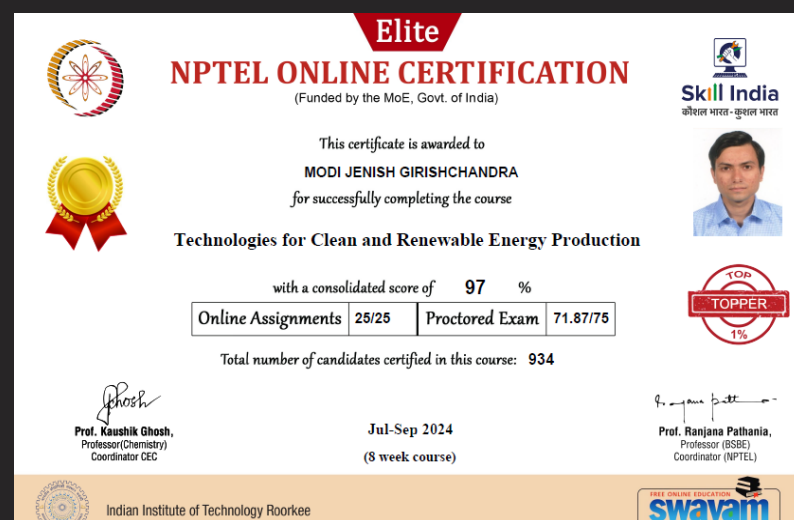 Elite
NPTEL ONLINE CERTIFICATION
(Funded by the MoE, Govt. of India)
Skill India
कौशल भारत-कुशल भारत
This certificate is awarded to
MODI JENISH GIRISHCHANDRA
for successfully completing the course
Technologies for Clean and Renewable Energy Production
with a consolidated score of 97 %
Online Assignments 25/25 Proctored Exam 71.87/75
TOP
TOPPER
1%
Total number of candidates certified in this course: 934
Prof. Kaushik Ghosh,
Professor(Chemistry)
Coordinator CEC
Jul-Sep 2024
(8 week course)
Prof. Ranjana Pathania,
Professor (BSBE)
Coordinator (NPTEL)
Indian Institute of Technology Roorkee
FREE ONLINE EDUCATION
swayam